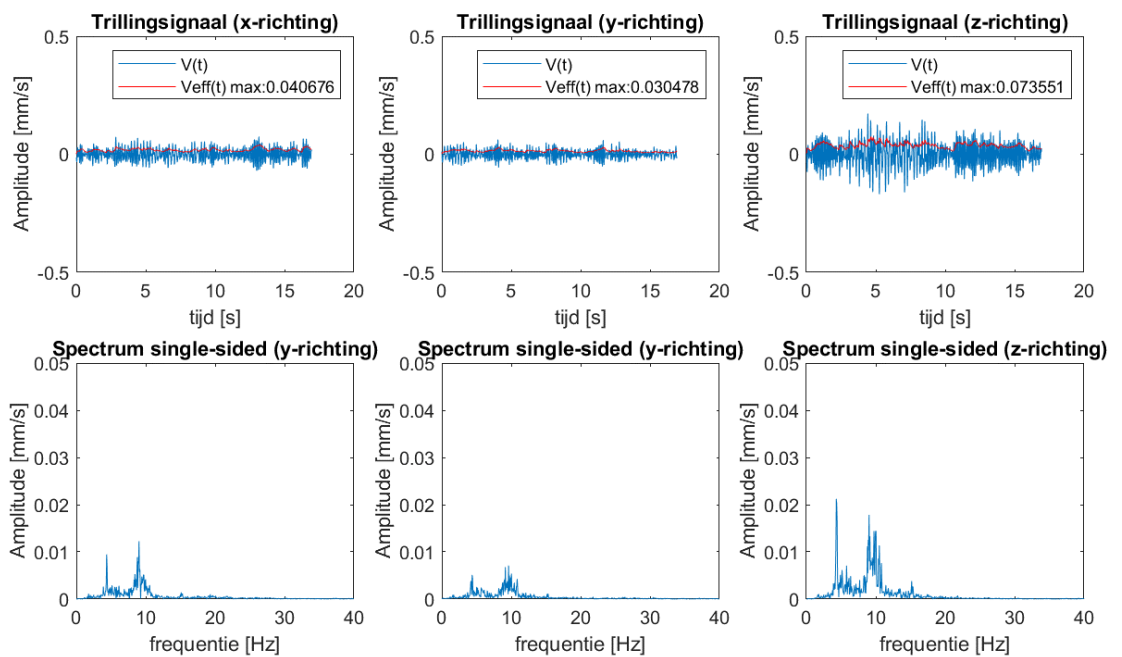 Trillingsignaal (x-richting)
0.5
0
-0.5
Amplitude [mm/s]
V(t)
Veff(t) max:0.040676
0 5 10 15 20
tijd [s]
Trillingsignaal (y-richting)
0.5
0
-0.5
Amplitude [mm/s]
V(t)
Veff(t) max:0.030478
0 5 10 15 20
tijd [s]
Trillingsignaal (z-richting)
0.5
0
-0.5
Amplitude [mm/s]
V(t)
Veff(t) max:0.073551
0 5 10 15 20
tijd [s]
Spectrum single-sided (y-richting)
0.05
0.04
0.03
0.02
0.01
0
Amplitude [mm/s]
0 10 20 30 40
frequentie [Hz]
Spectrum single-sided (y-richting)
0.05
0.04
0.03
0.02
0.01
0
Amplitude [mm/s]
0 10 20 30 40
frequentie [Hz]
Spectrum single-sided (z-richting)
0.05
0.04
0.03
0.02
0.01
0
Amplitude [mm/s]
0 10 20 30 40
frequentie [Hz]